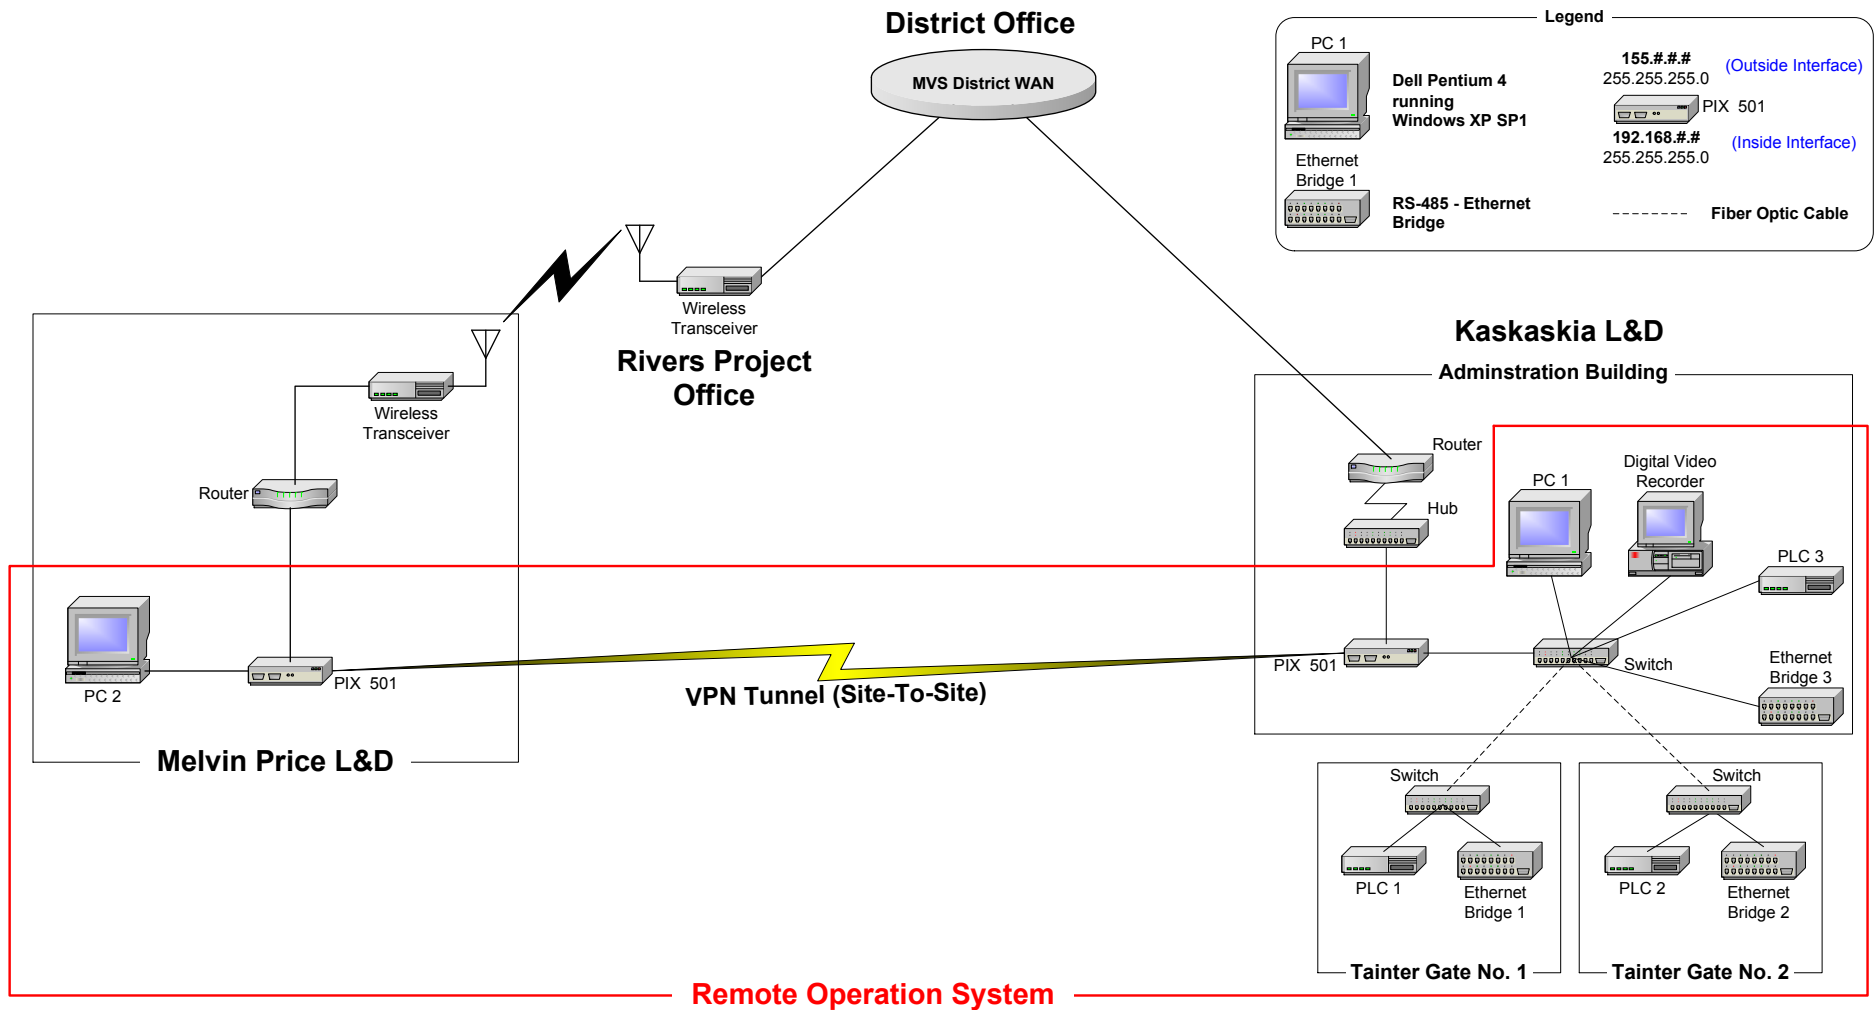 District Office
MVS District WAN
Legend
PC 1
Dell Pentium 4
running
Windows XP SP1
155.#.#.#
255.255.255.0
(Outside Interface)
PIX 501
192.168.#.#
255.255.255.0
(Inside Interface)
Ethernet
Bridge 1
RS-485 - Ethernet
Bridge
Fiber Optic Cable
Wireless
Transceiver
Rivers Project
Office
Wireless
Transceiver
Router
PC 2
PIX 501
Melvin Price L&D
VPN Tunnel (Site-To-Site)
Kaskaskia L&D
Adminstration Building
Router
Hub
PC 1
Digital Video
Recorder
PLC 3
PIX 501
Switch
Ethernet
Bridge 3
Switch
PLC 1
Ethernet
Bridge 1
Tainter Gate No. 1
Switch
PLC 2
Ethernet
Bridge 2
Tainter Gate No. 2
Remote Operation System